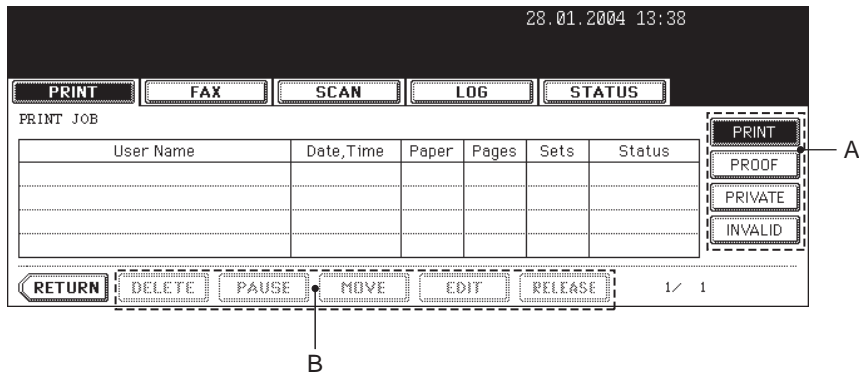 28.01.2004 13:38
PRINT FAX SCAN LOG STATUS
PRINT JOB
User Name Date,Time Paper Pages Sets Status
PRINT
PROOF
PRIVATE
INVALID
A
RETURN DELETE PAUSE MOVE EDIT RELEASE 1/ 1
B